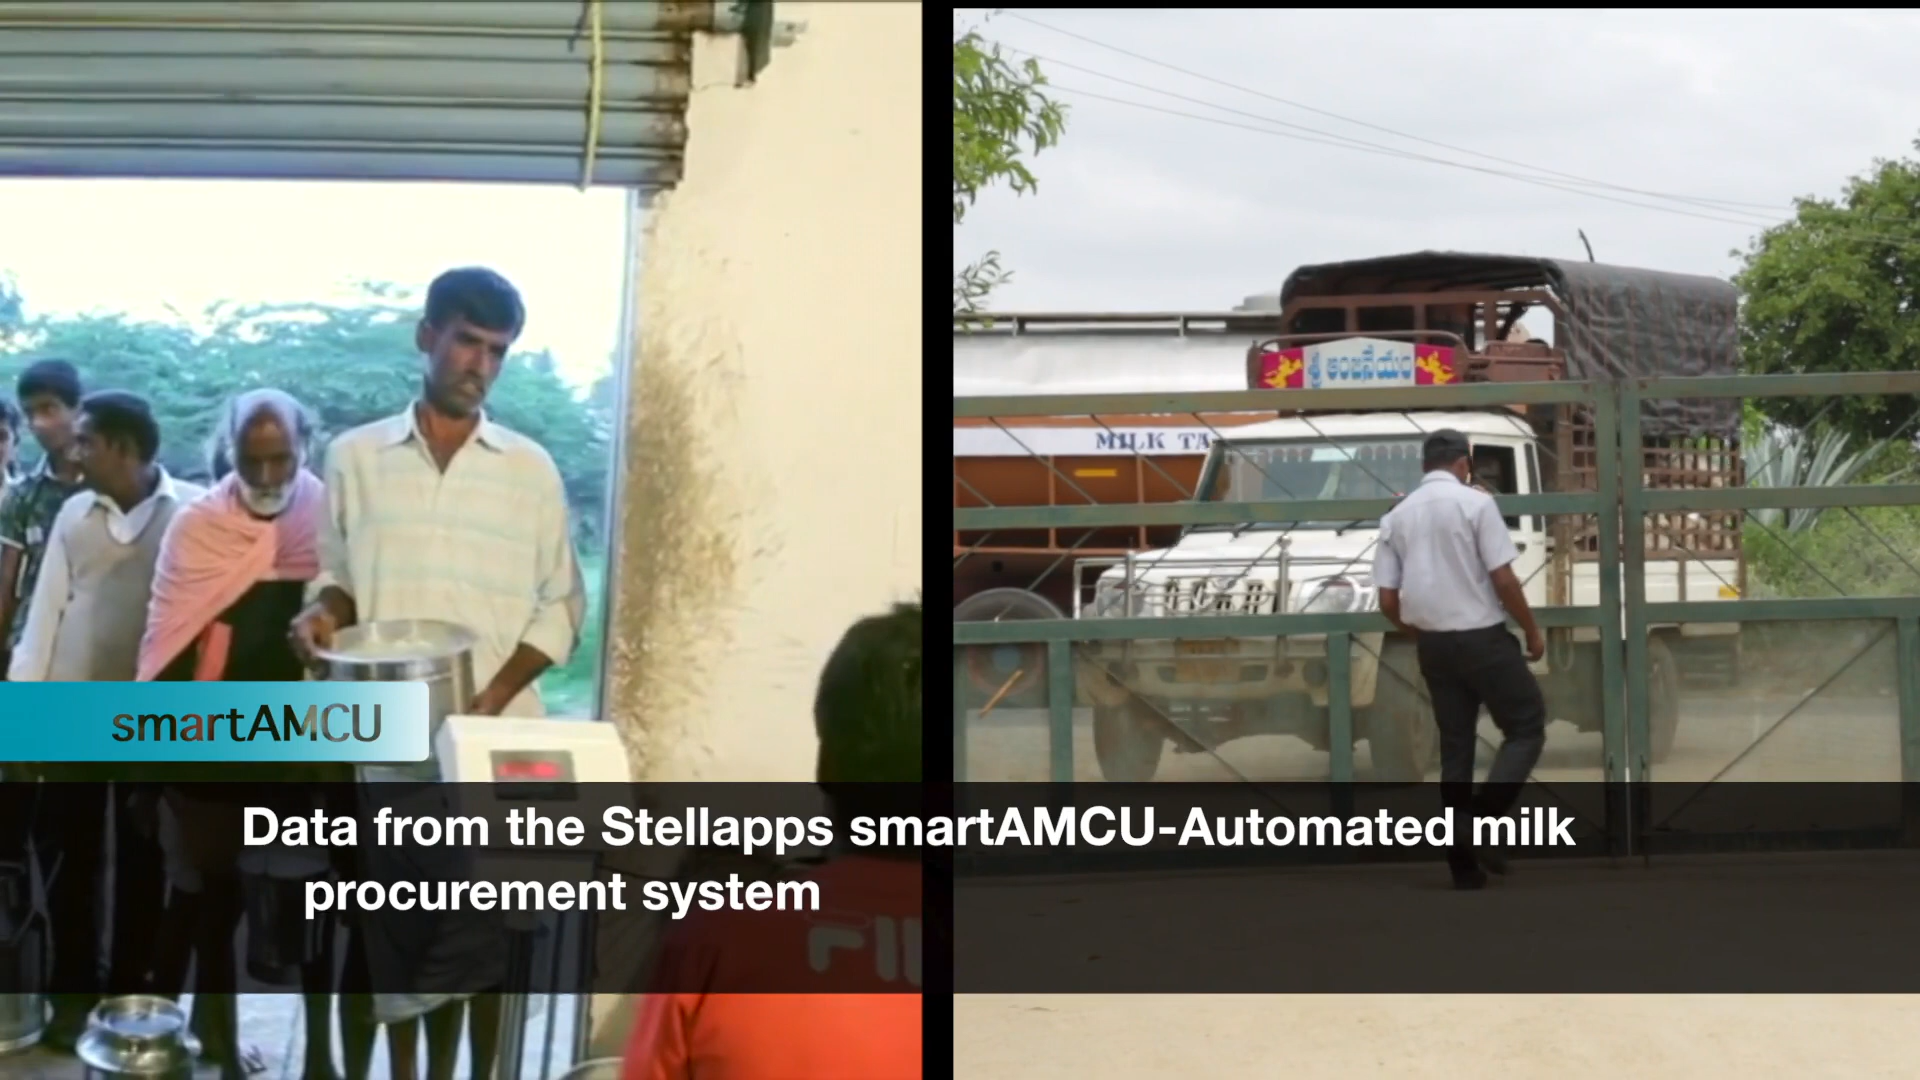 ಶ್ರೀ ಆಂಜನೇಯಂ
MILK TA
smartAMCU
Data from the Stellapps smartAMCU-Automated milk
procurement system